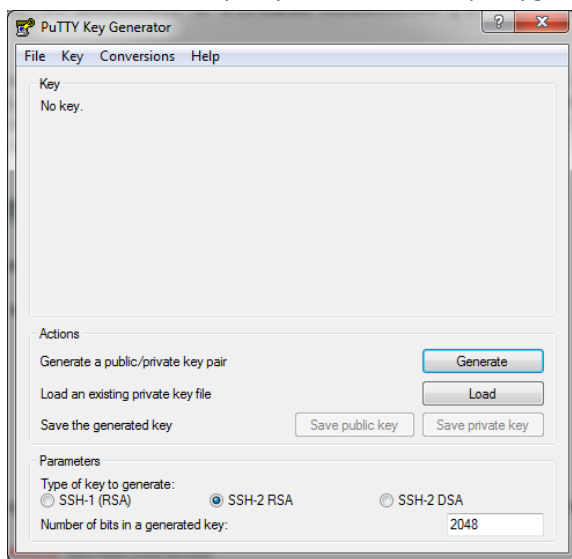 PuTTY Key Generator
File Key Conversions Help
Key
No key.
Actions
Generate a public/private key pair Generate
Load an existing private key file Load
Save the generated key Save public key Save private key
Parameters
Type of key to generate:
SSH-1 (RSA) SSH-2 RSA SSH-2 DSA
Number of bits in a generated key: 2048